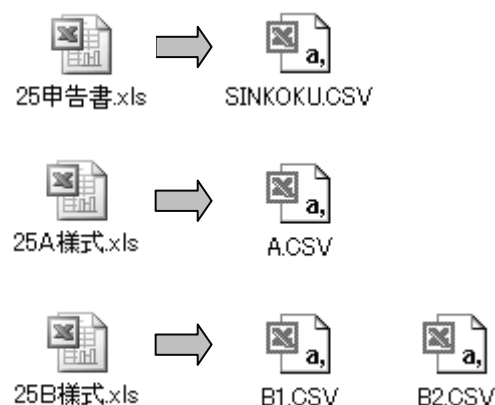 25申告書.xls SINKOKU.CSV
25A様式.xls A.CSV
25B様式.xls B1.CSV B2.CSV